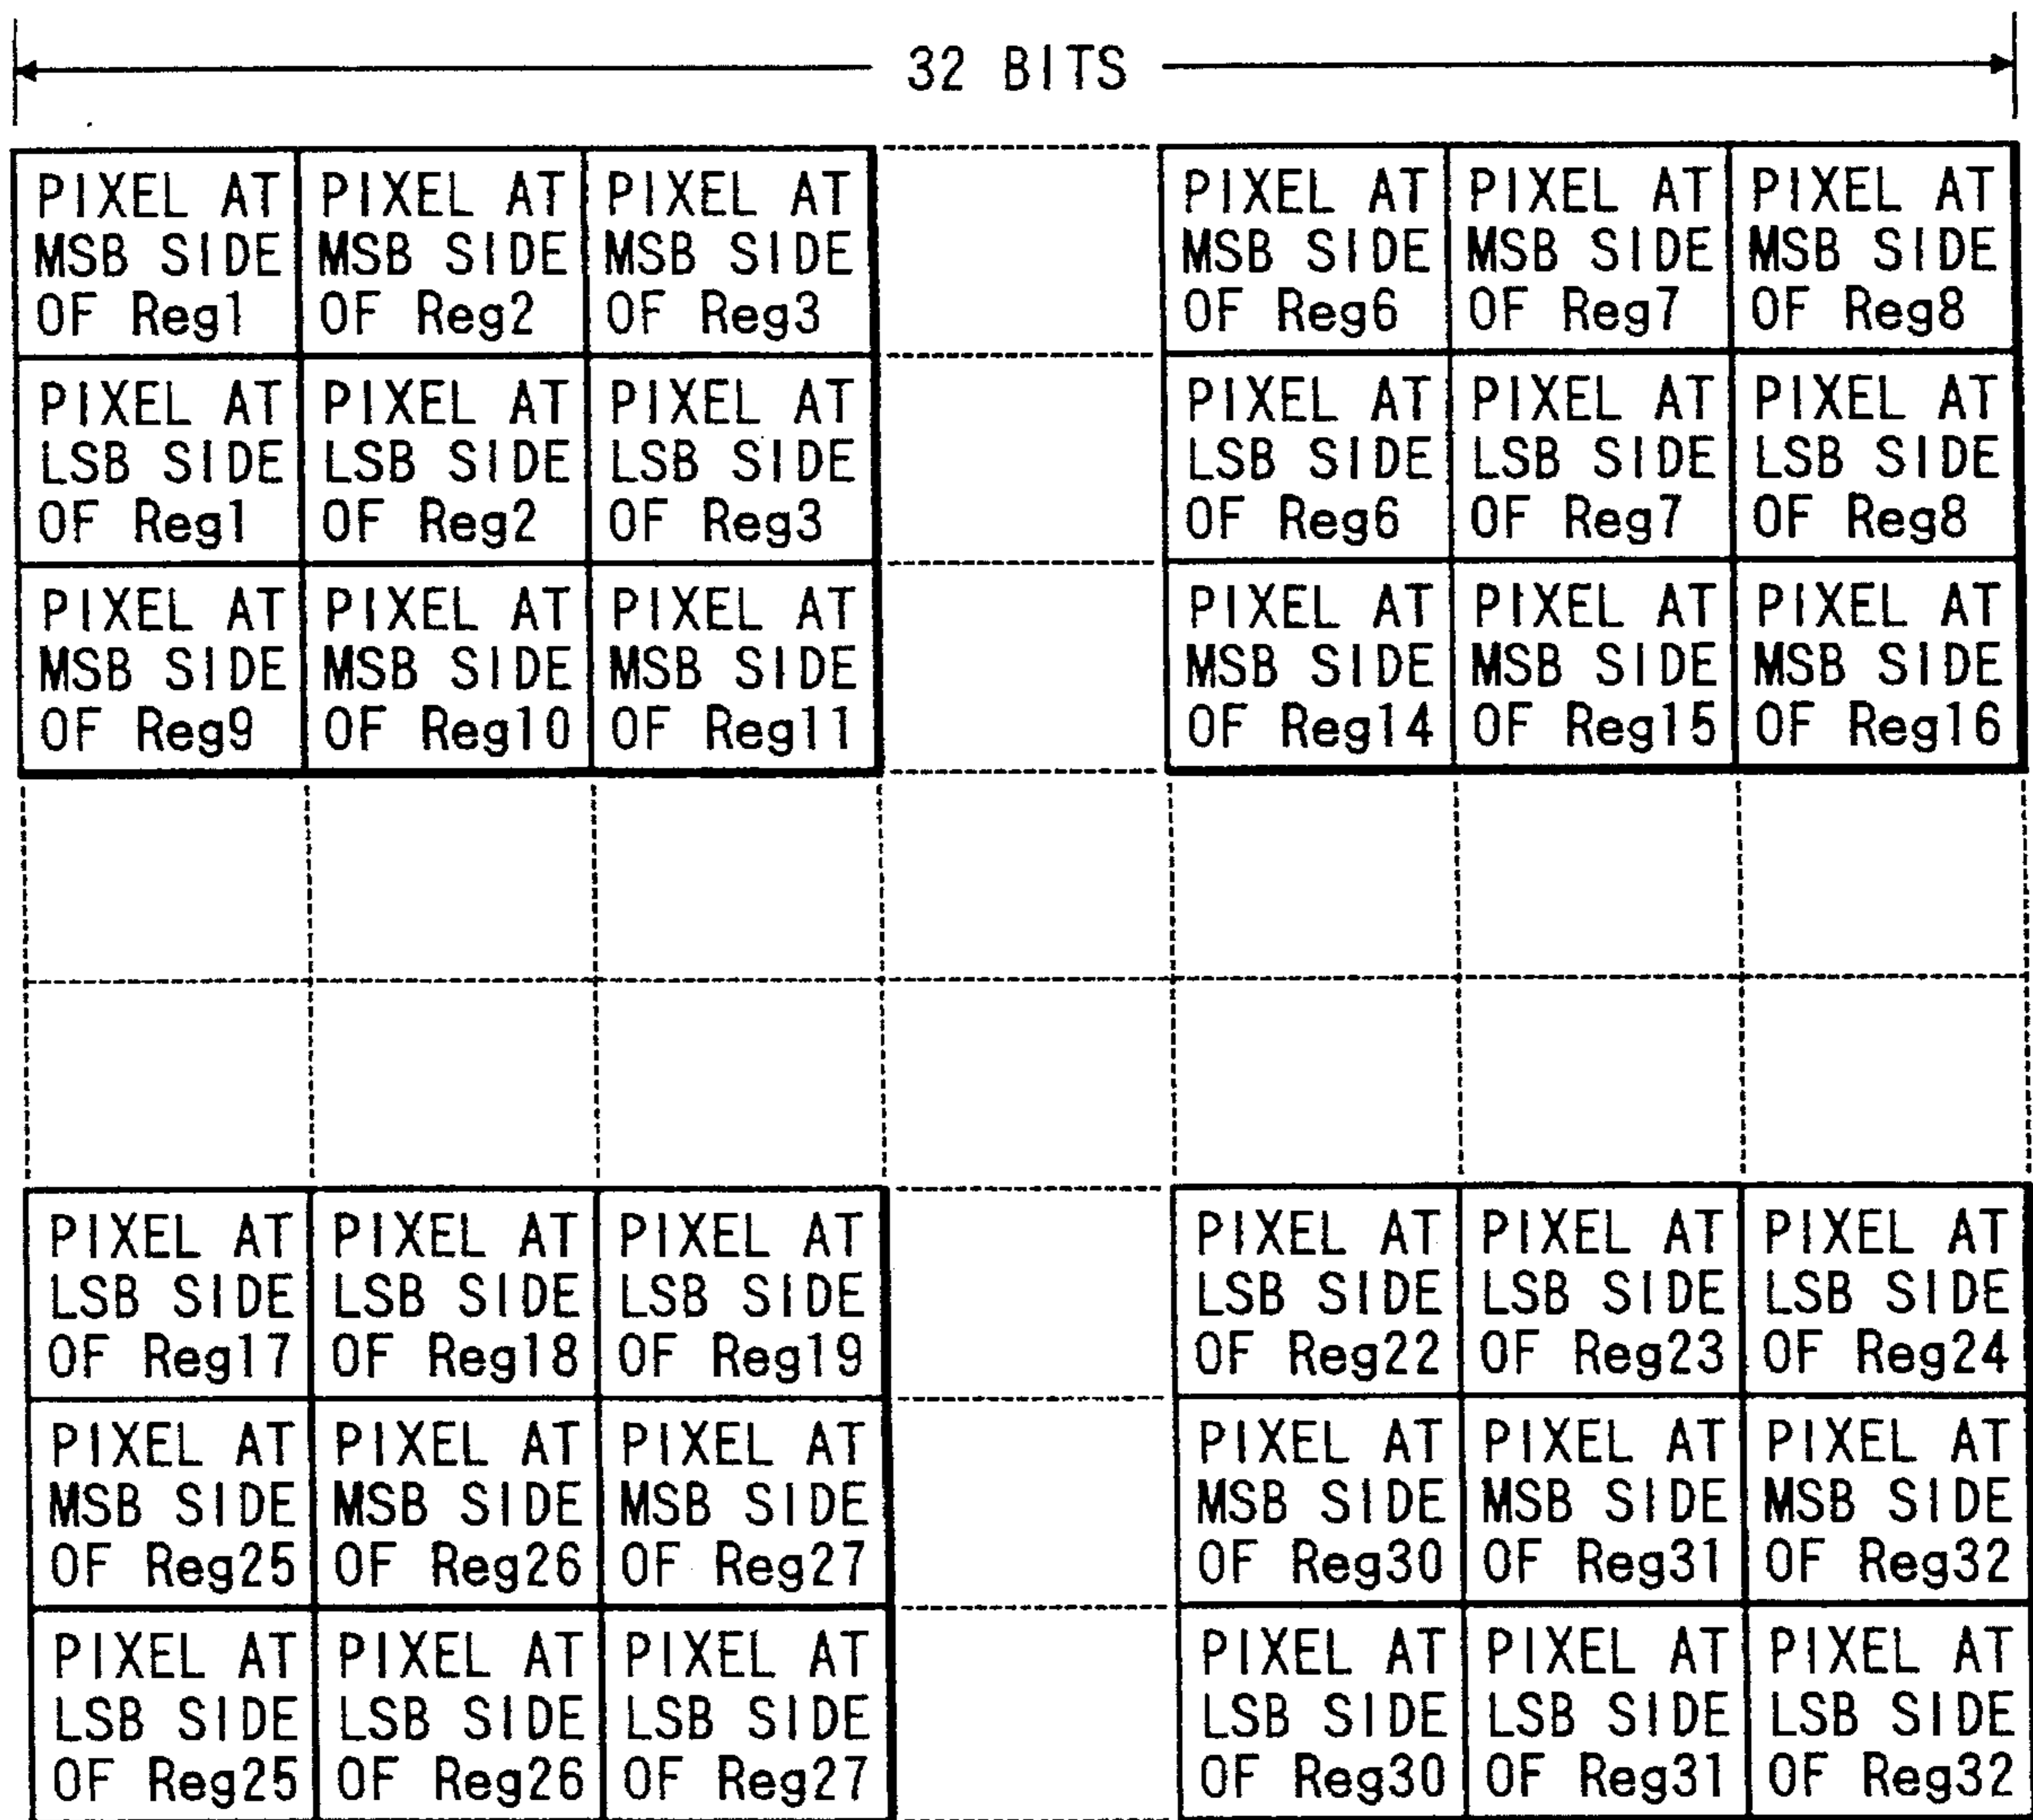 32 BITS
PIXEL AT PIXEL AT PIXEL AT PIXEL AT PIXEL AT PIXEL AT
MSB SIDE MSB SIDE MSB SIDE MSB SIDE MSB SIDE MSB SIDE
OF Reg1 OF Reg2 OF Reg3 OF Reg6 OF Reg7 OF Reg8
PIXEL AT PIXEL AT PIXEL AT PIXEL AT PIXEL AT PIXEL AT
LSB SIDE LSB SIDE LSB SIDE LSB SIDE LSB SIDE LSB SIDE
OF Reg1 OF Reg2 OF Reg3 OF Reg6 OF Reg7 OF Reg8
PIXEL AT PIXEL AT PIXEL AT PIXEL AT PIXEL AT PIXEL AT
MSB SIDE MSB SIDE MSB SIDE MSB SIDE MSB SIDE MSB SIDE
OF Reg9 OF Reg10 OF Reg11 OF Reg14 OF Reg15 OF Reg16
PIXEL AT PIXEL AT PIXEL AT PIXEL AT PIXEL AT PIXEL AT
LSB SIDE LSB SIDE LSB SIDE LSB SIDE LSB SIDE LSB SIDE
OF Reg17 OF Reg18 OF Reg19 OF Reg22 OF Reg23 OF Reg24
PIXEL AT PIXEL AT PIXEL AT PIXEL AT PIXEL AT PIXEL AT
MSB SIDE MSB SIDE MSB SIDE MSB SIDE MSB SIDE MSB SIDE
OF Reg25 OF Reg26 OF Reg27 OF Reg30 OF Reg31 OF Reg32
PIXEL AT PIXEL AT PIXEL AT PIXEL AT PIXEL AT PIXEL AT
LSB SIDE LSB SIDE LSB SIDE LSB SIDE LSB SIDE LSB SIDE
OF Reg25 OF Reg26 OF Reg27 OF Reg30 OF Reg31 OF Reg32